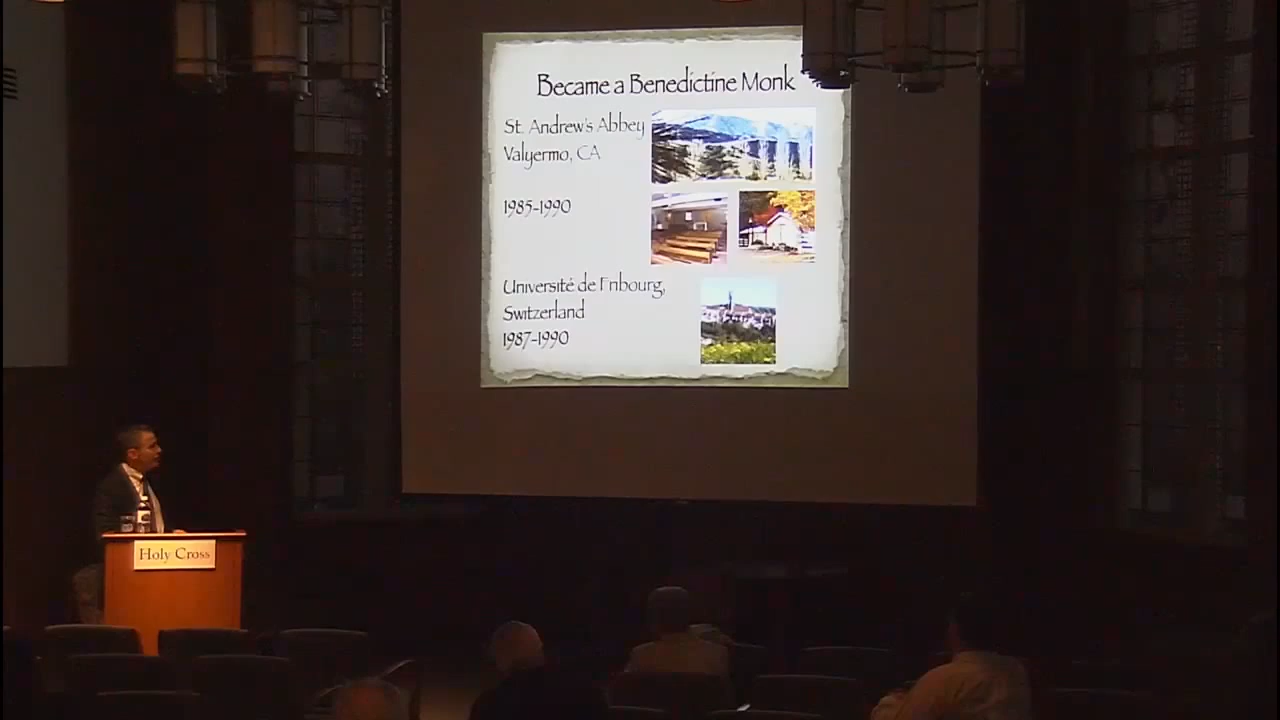 Became a Benedictine Monk
St. Andrew's Abbey
Valyermo, CA
1985-1990
Université de Fribourg,
Switzerland
1987-1990
Holy Cross